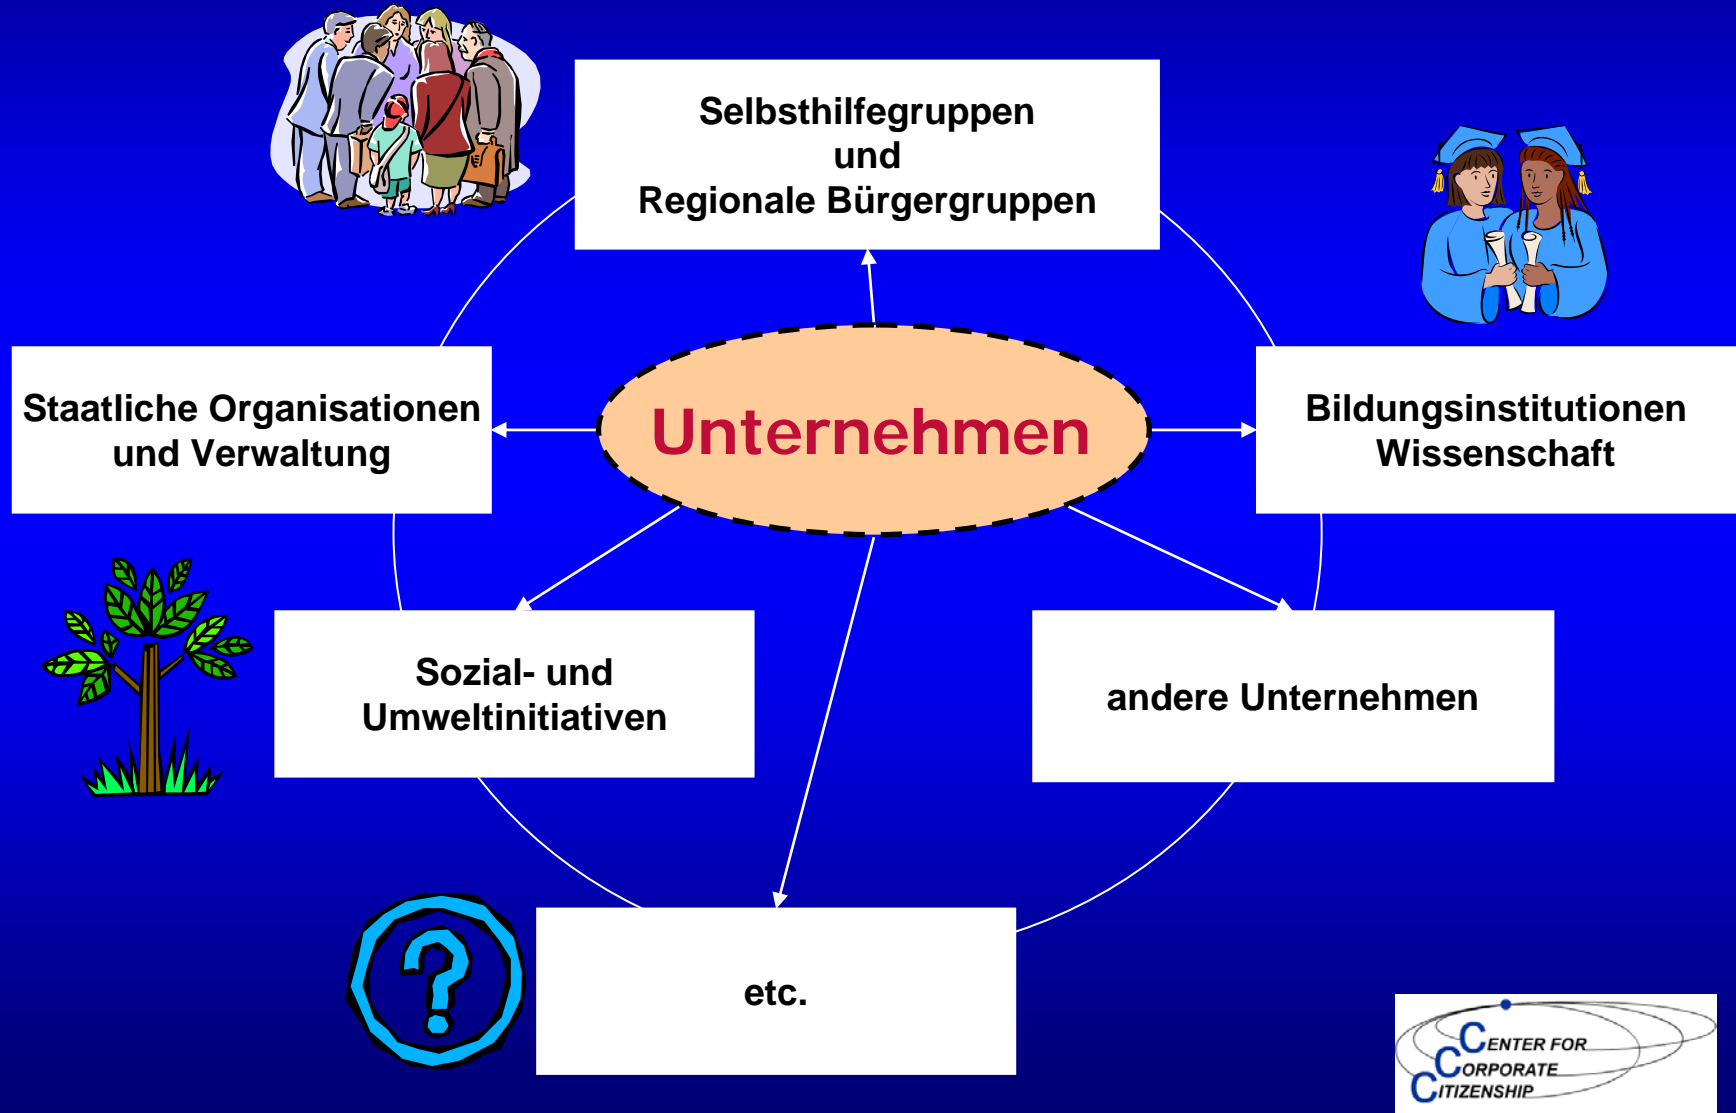 Selbsthilfegruppen
und
Regionale Bürgergruppen
Staatliche Organisationen
und Verwaltung
Unternehmen
Bildungsinstitutionen
Wissenschaft
Sozial- und
Umweltinitiativen
andere Unternehmen
etc.
?
CENTER FOR
CORPORATE
CITIZENSHIP